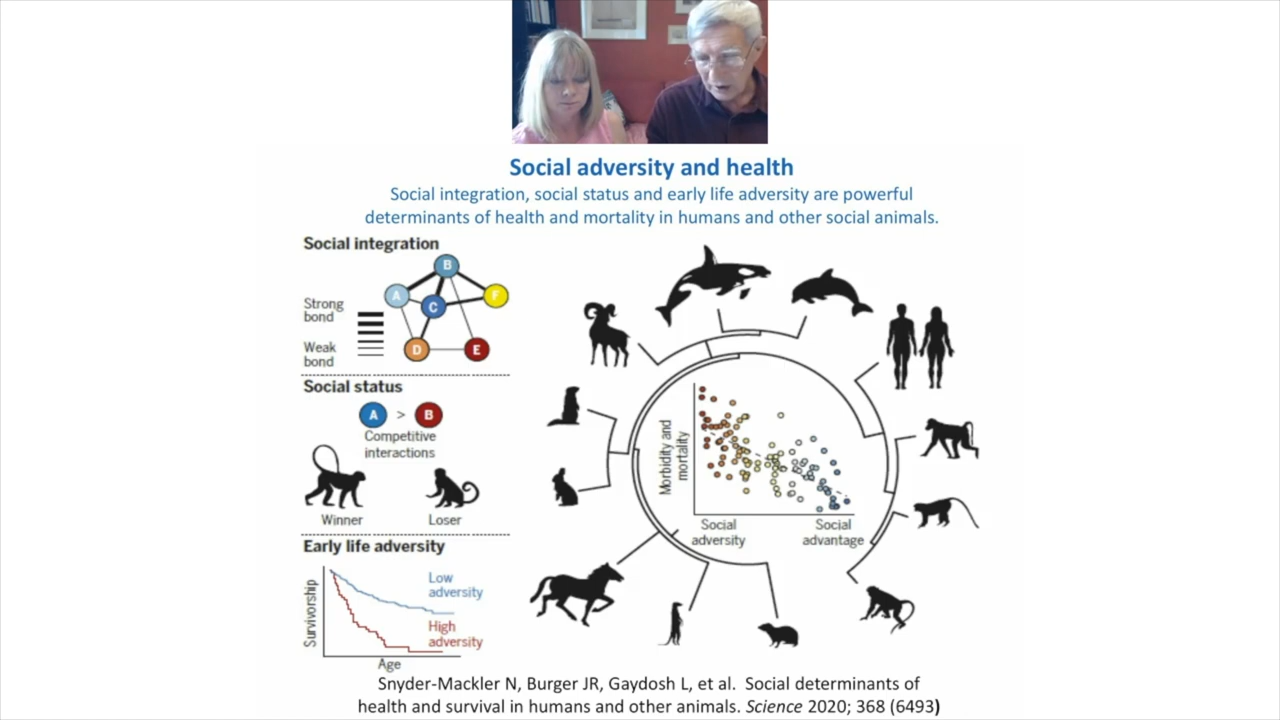 Social adversity and health
Social integration, social status and early life adversity are powerful
determinants of health and mortality in humans and other social animals.
Social integration
B
A
F
C
Strong
bond
Weak
bond
D
E
Social status
A > B
Competitive
interactions
Winner
Loser
Early life adversity
Survivorship
Low
adversity
High
adversity
Age
Morbidity and
mortality
Social
adversity
Social
advantage
Snyder-Mackler N, Burger JR, Gaydosh L, et al. Social determinants of
health and survival in humans and other animals. Science 2020; 368 (6493)